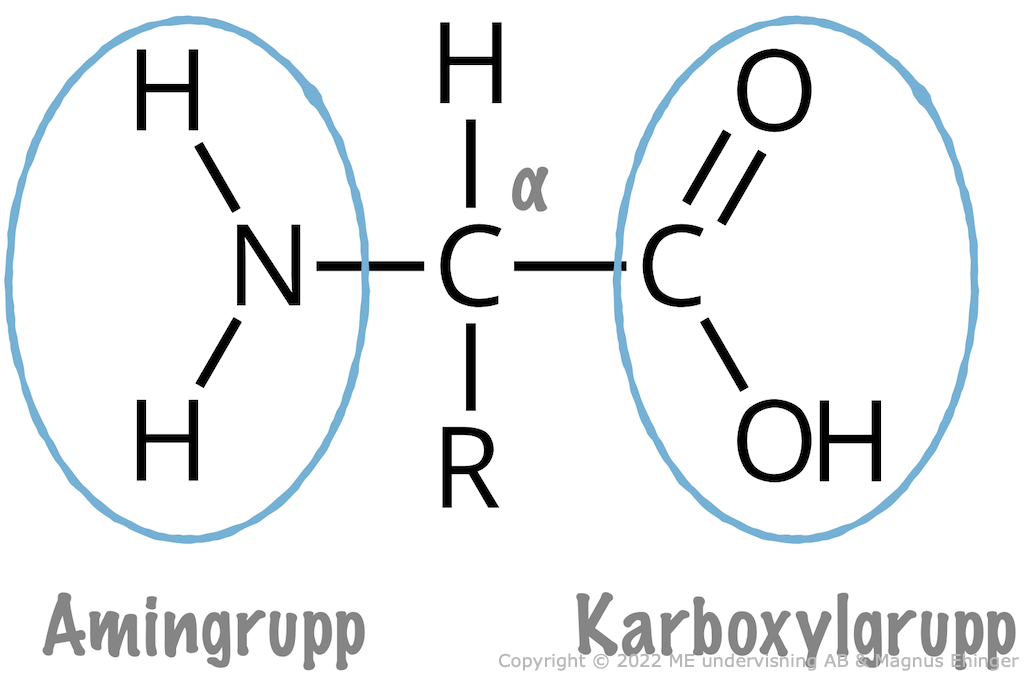 H H O
α
N C C
H R OH
Amingrupp Karboxylgrupp
Copyright © 2022 ME undervisning AB & Magnus Ehinger